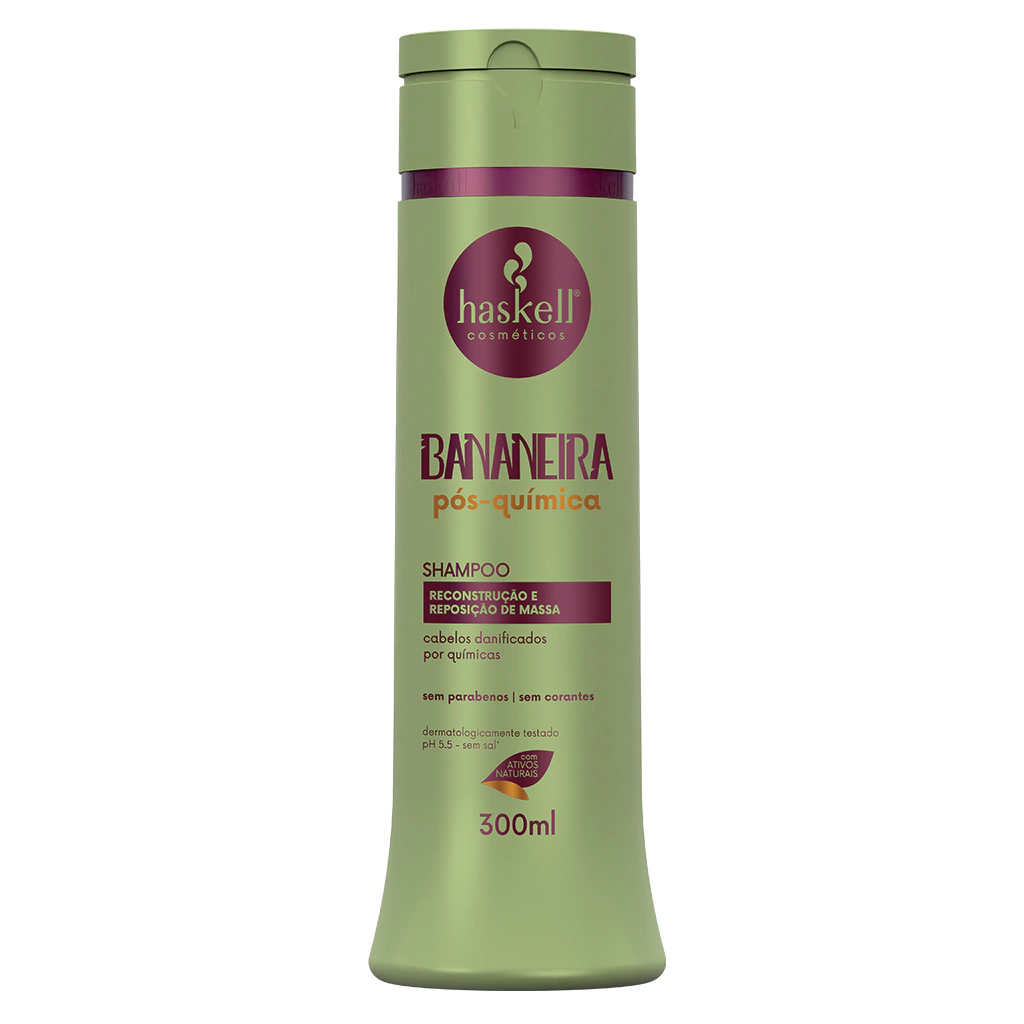 haskell®
cosméticos
BANANEIRA
pós-química
SHAMPOO
RECONSTRUÇÃO E
REPOSIÇÃO DE MASSA
cabelos danificados
por químicas
sem parabenos | sem corantes
dermatologicamente testado
pH 5,5 - sem sal*
com
ATIVOS
NATURAIS
300ml